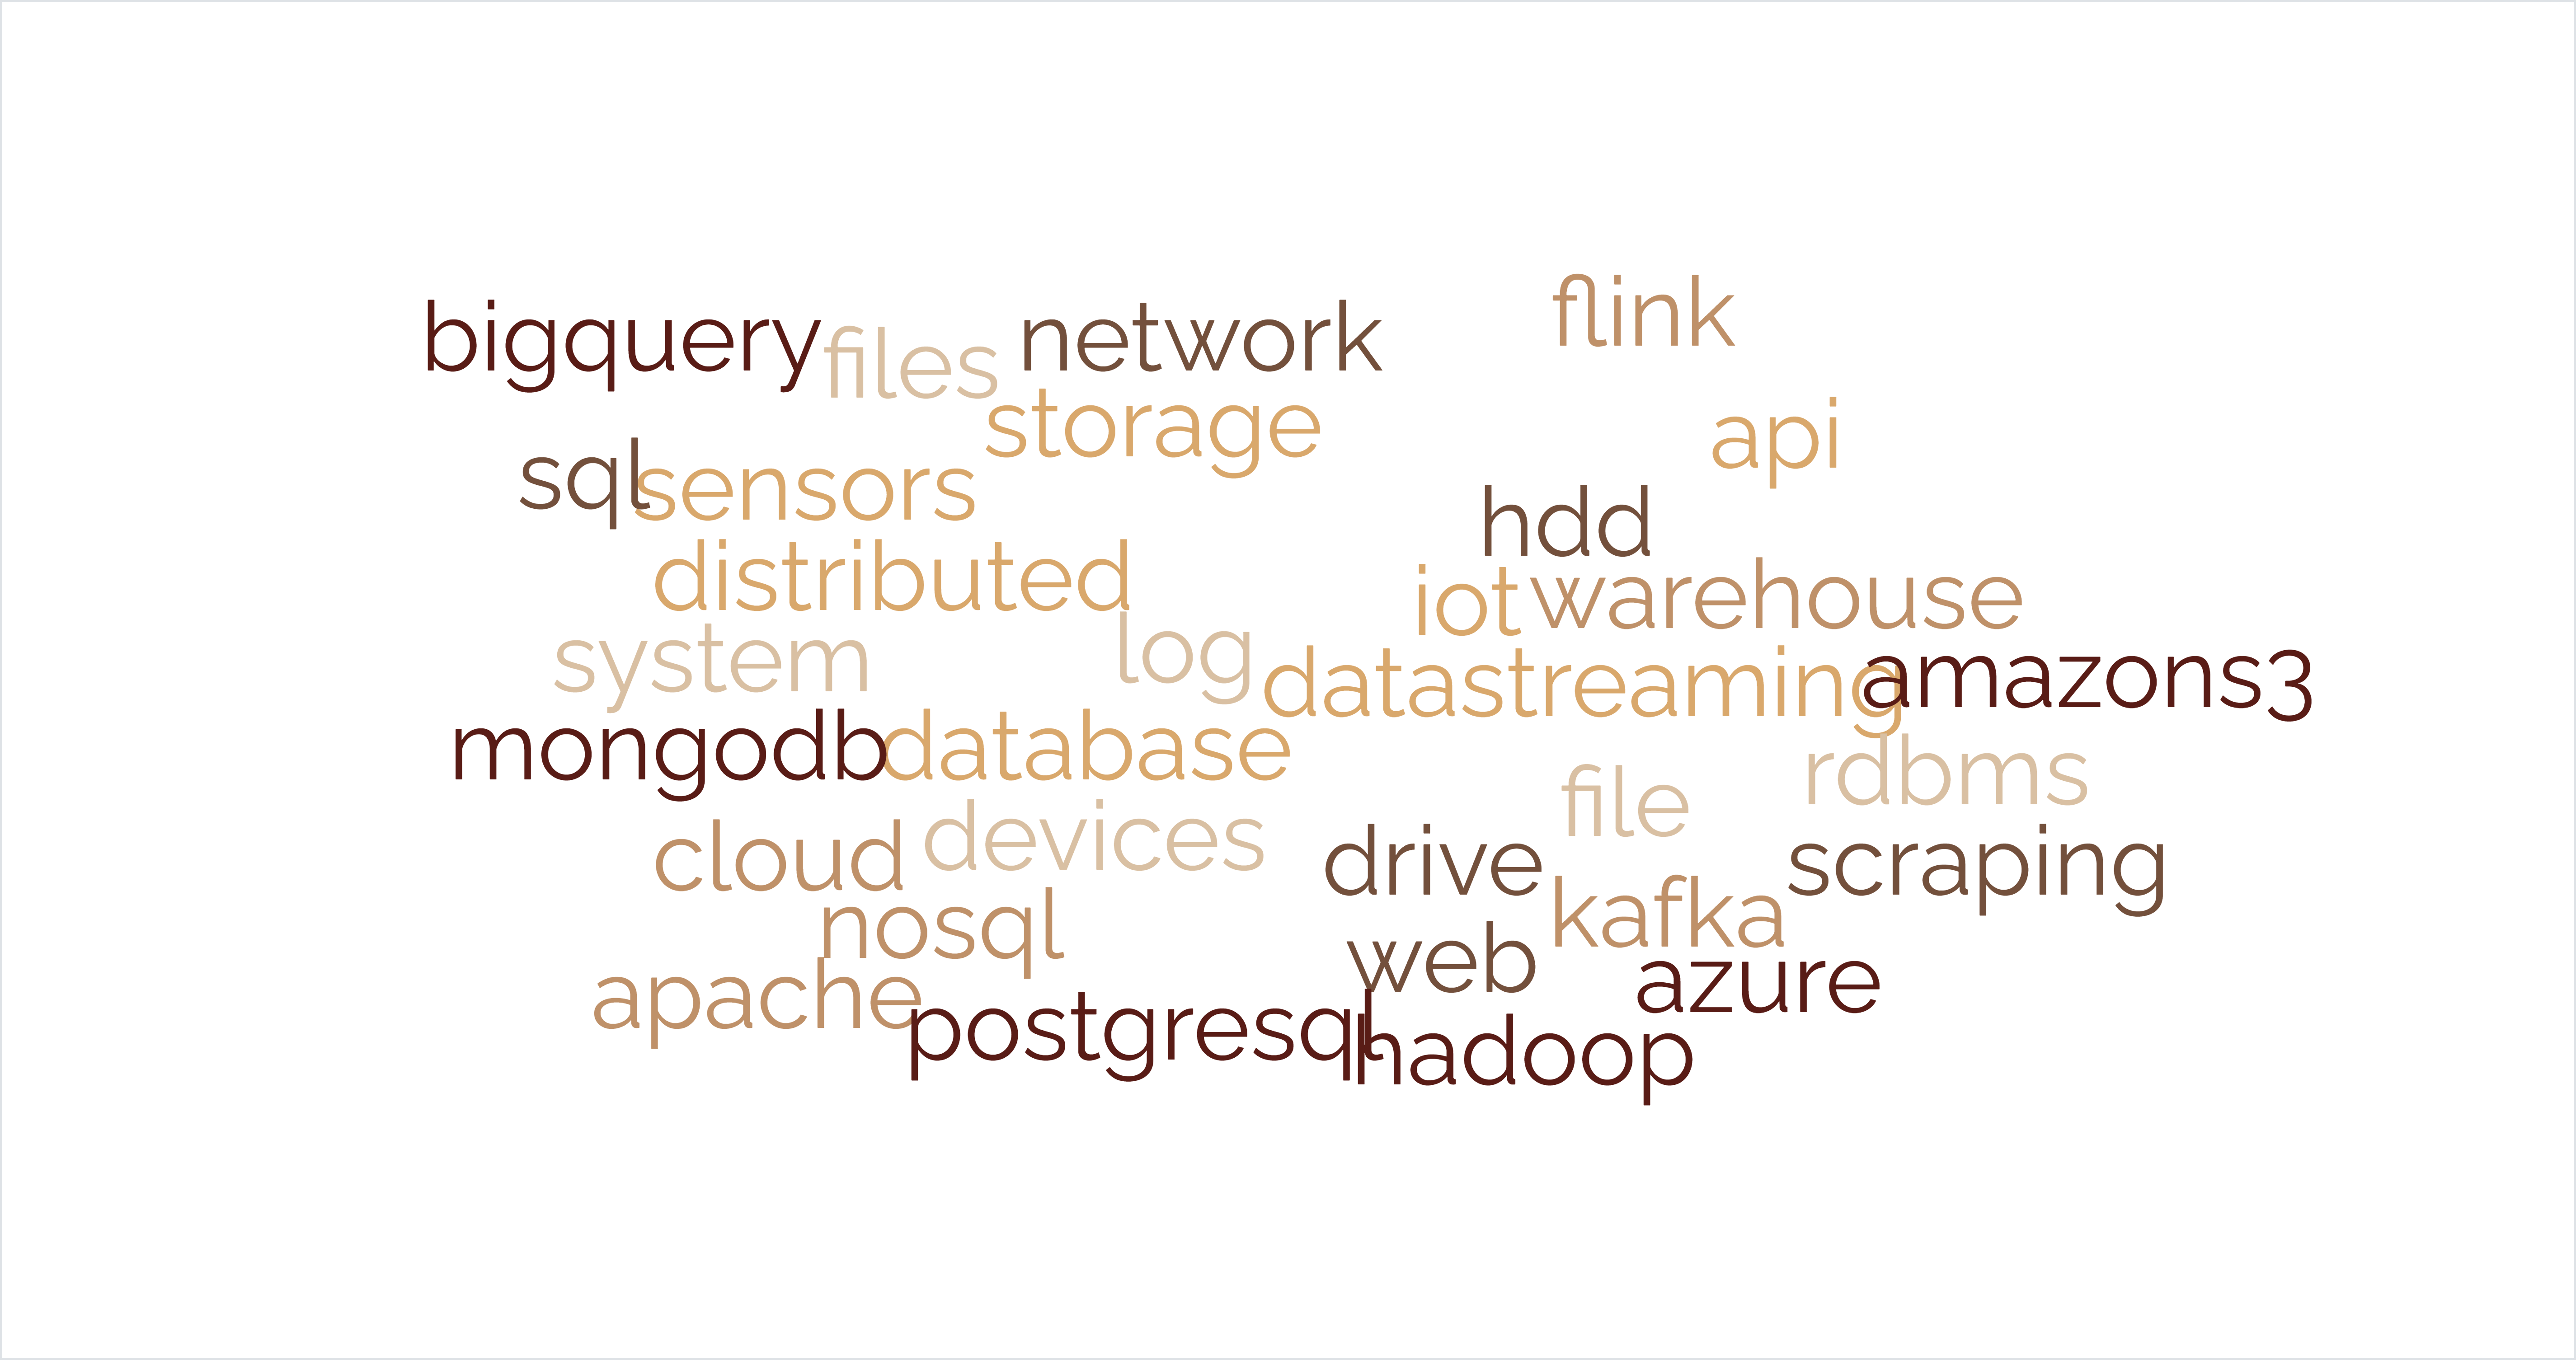 flink
bigquery files network
storage api
sql sensors
hdd
distributed iot warehouse
system log datastreaming amazons3
mongodb database rdbms
file
cloud devices drive scraping
nosql kafka
web azure
apache postgresql hadoop